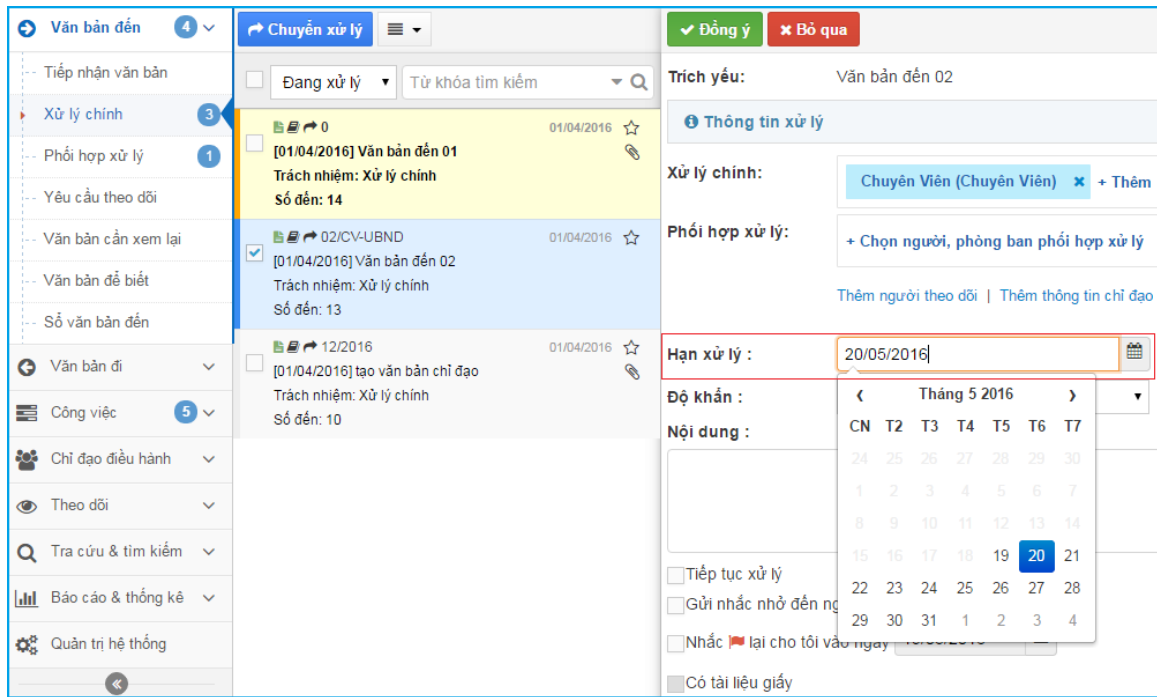 Văn bản đến 4
Tiếp nhận văn bản
Xử lý chính 3
Phối hợp xử lý 1
Yêu cầu theo dõi
Văn bản cần xem lại
Văn bản để biết
Sổ văn bản đến
Văn bản đi
Công việc 5
Chỉ đạo điều hành
Theo dõi
Tra cứu & tìm kiếm
Báo cáo & thống kê
Quản trị hệ thống
Chuyển xử lý
Đang xử lý Từ khóa tìm kiếm
0 01/04/2016
[01/04/2016] Văn bản đến 01
Trách nhiệm: Xử lý chính
Số đến: 14
02/CV-UBND 01/04/2016
[01/04/2016] Văn bản đến 02
Trách nhiệm: Xử lý chính
Số đến: 13
12/2016 01/04/2016
[01/04/2016] tạo văn bản chỉ đạo
Trách nhiệm: Xử lý chính
Số đến: 10
Đồng ý Bỏ qua
Trích yếu: Văn bản đến 02
Thông tin xử lý
Xử lý chính: Chuyên Viên (Chuyên Viên) × + Thêm
Phối hợp xử lý: + Chọn người, phòng ban phối hợp xử lý
Thêm người theo dõi | Thêm thông tin chỉ đạo
Hạn xử lý : 20/05/2016
Độ khẩn :
Nội dung :
Tháng 5 2016
CN T2 T3 T4 T5 T6 T7
24 25 26 27 28 29 30
1 2 3 4 5 6 7
8 9 10 11 12 13 14
15 16 17 18 19 20 21
22 23 24 25 26 27 28
29 30 31 1 2 3 4
Tiếp tục xử lý
Gửi nhắc nhở đến
Nhắc lại cho tôi vào ngày
Có tài liệu giấy